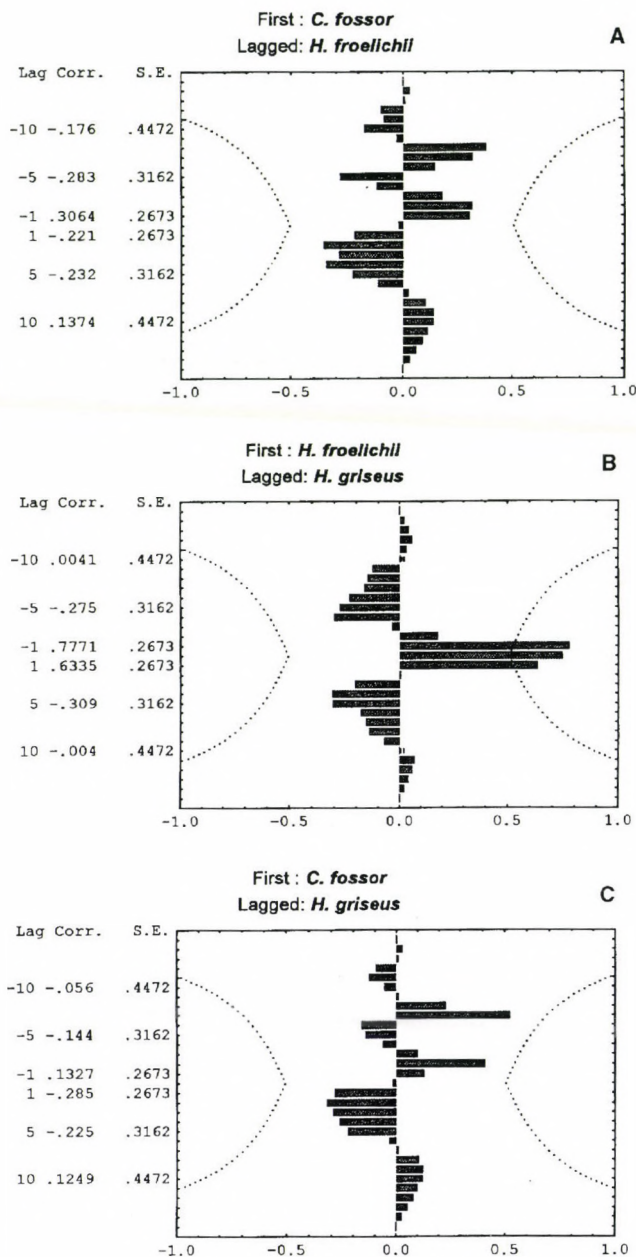 First : C. fossor
Lagged: H. froelichii
A
Lag Corr. S.E.
-10 -.176 .4472
-5 -.283 .3162
-1 .3064 .2673
1 -.221 .2673
5 -.232 .3162
10 .1374 .4472
-1.0 -0.5 0.0 0.5 1.0
First : H. froelichii
Lagged: H. griseus
B
Lag Corr. S.E.
-10 .0041 .4472
-5 -.275 .3162
-1 .7771 .2673
1 .6335 .2673
5 -.309 .3162
10 -.004 .4472
-1.0 -0.5 0.0 0.5 1.0
First : C. fossor
Lagged: H. griseus
C
Lag Corr. S.E.
-10 -.056 .4472
-5 -.144 .3162
-1 .1327 .2673
1 -.285 .2673
5 -.225 .3162
10 .1249 .4472
-1.0 -0.5 0.0 0.5 1.0